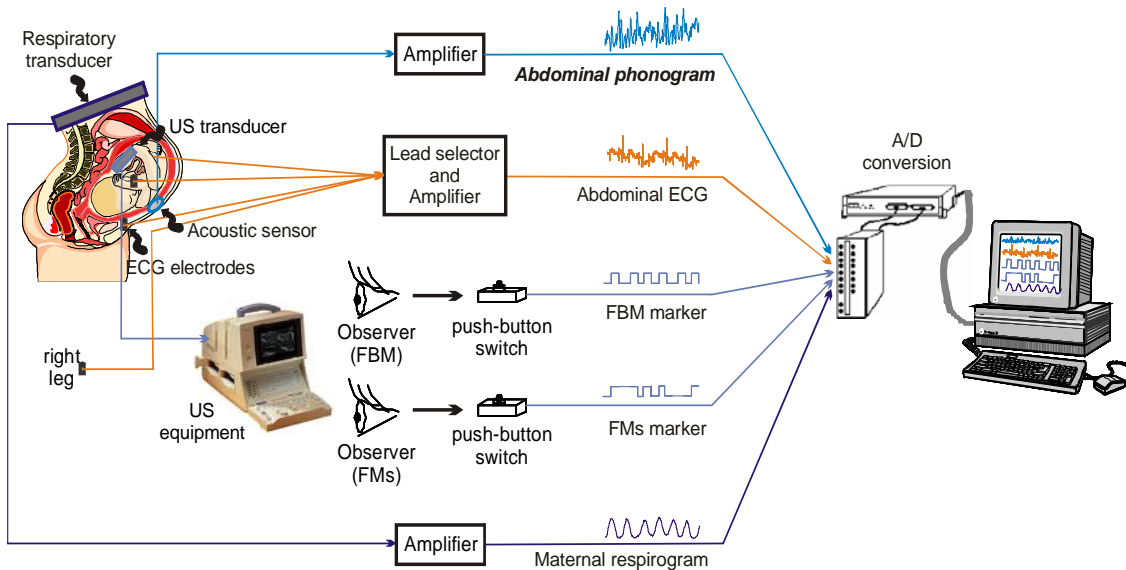 Respiratory
transducer
Amplifier
Abdominal phonogram
US transducer
Lead selector
and
Amplifier
Abdominal ECG
A/D
conversion
Acoustic sensor
ECG electrodes
Observer
(FBM)
push-button
switch
FBM marker
right
leg
US
equipment
Observer
(FMs)
push-button
switch
FMs marker
Amplifier
Maternal respirogram